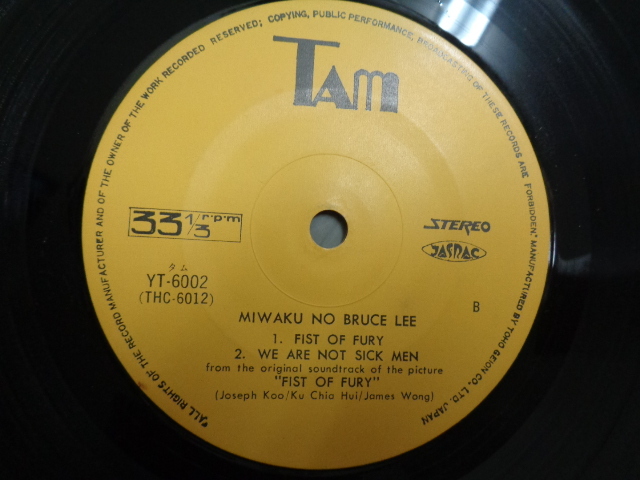 "ALL RIGHTS OF THE RECORD MANUFACTURER AND OF THE OWNER OF THE WORK RECORDED RESERVED; COPYING, PUBLIC PERFORMANCE, BROADCASTING OF THESE RECORDS ARE FORBIDDEN." MANUFACTURED BY TOHO GEION CO., LTD. JAPAN
TAM
33 1/3 r·p·m
STEREO
JASRAC
タム
YT-6002
(THC-6012)
B
MIWAKU NO BRUCE LEE
1. FIST OF FURY
2. WE ARE NOT SICK MEN
from the original soundtrack of the picture
"FIST OF FURY"
(Joseph Koo/Ku Chia Hui/James Wong)